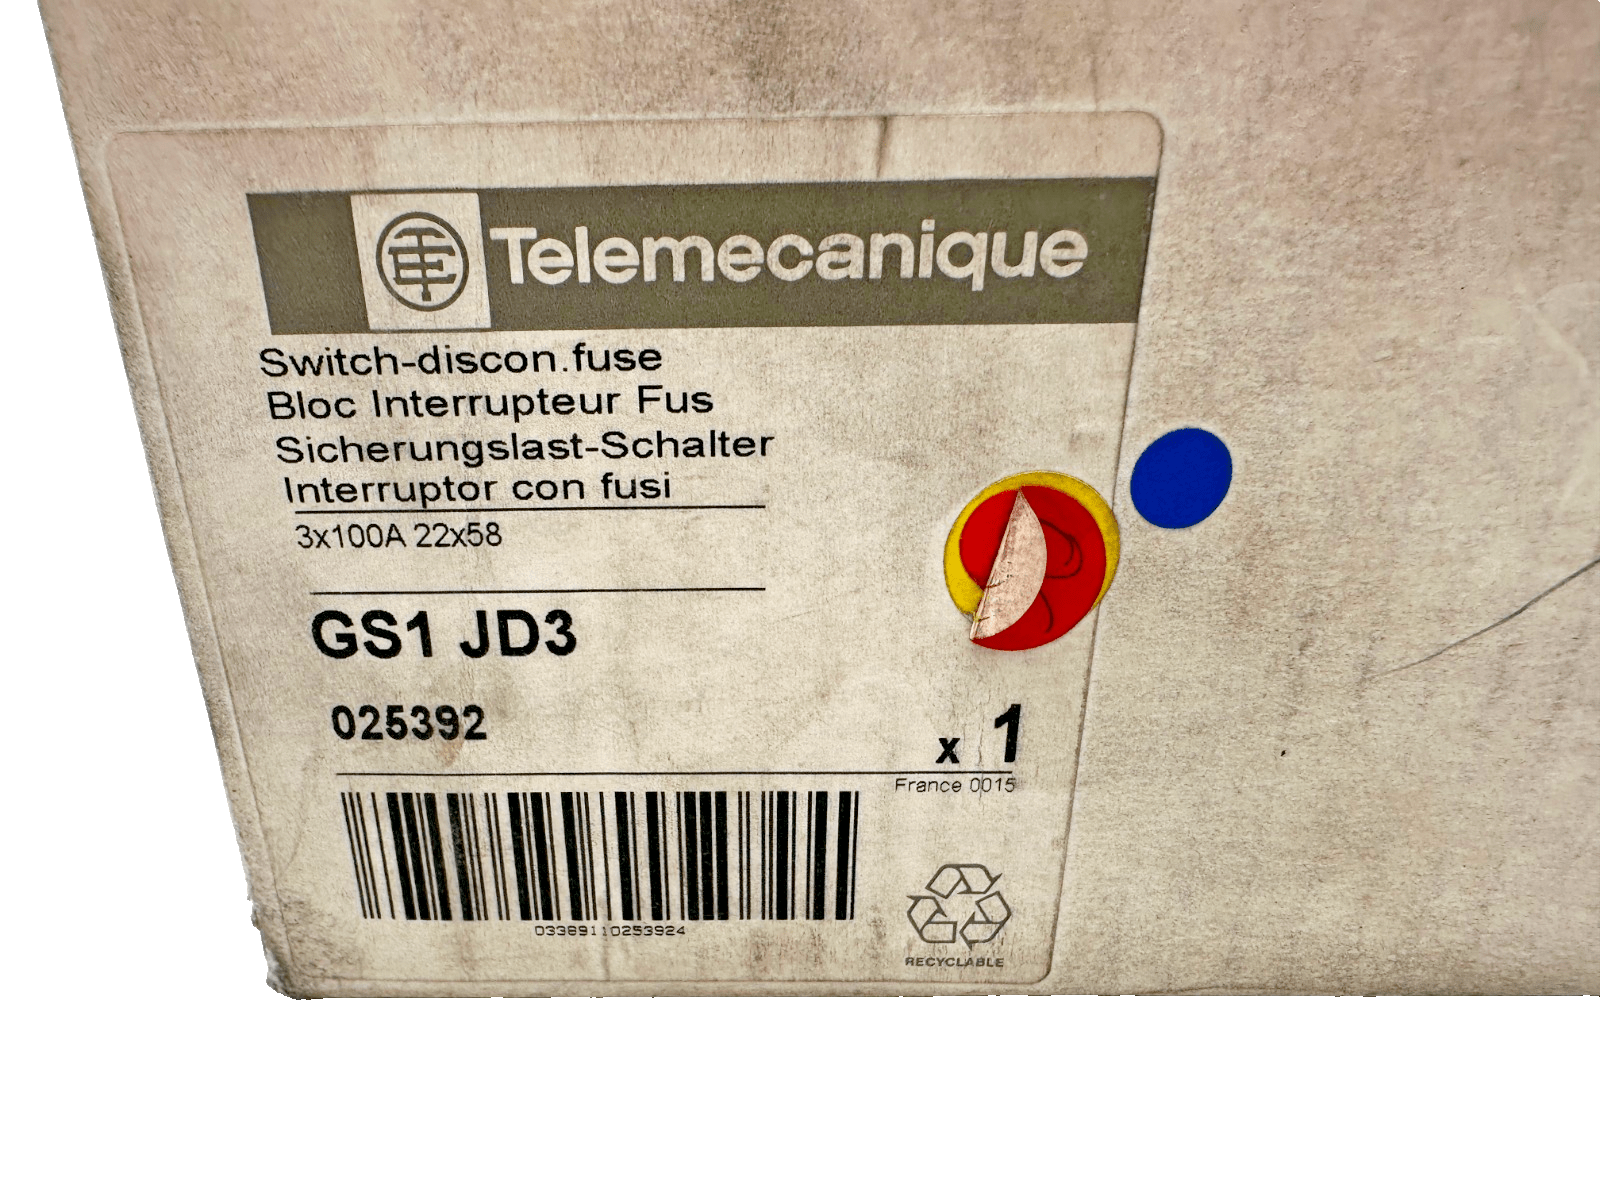 Telemecanique
Switch-discon.fuse
Bloc Interrupteur Fus
Sicherungslast-Schalter
Interruptor con fusi
3x100A 22x58
GS1 JD3
025392
x 1
France 0015
03389110253924
RECYCLABLE